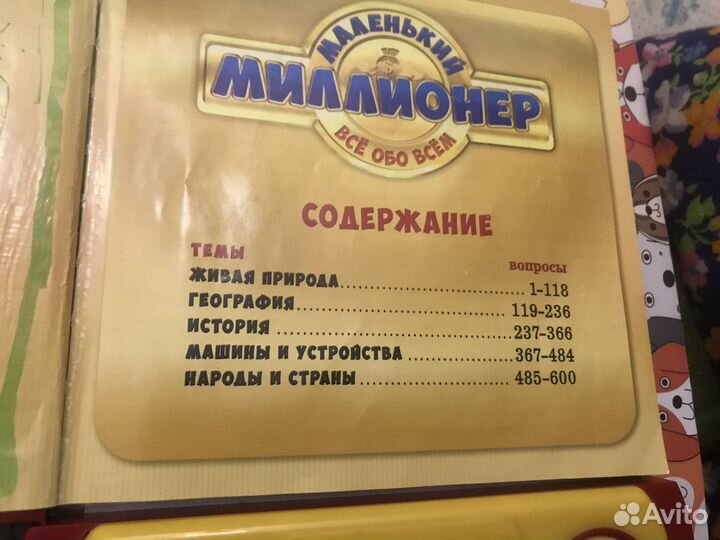 МАЛЕНЬКИЙ
МИЛЛИОНЕР
ВСЁ ОБО ВСЁМ
СОДЕРЖАНИЕ
ТЕМЫ вопросы
ЖИВАЯ ПРИРОДА 1-118
ГЕОГРАФИЯ 119-236
ИСТОРИЯ 237-366
МАШИНЫ И УСТРОЙСТВА 367-484
НАРОДЫ И СТРАНЫ 485-600
Avito